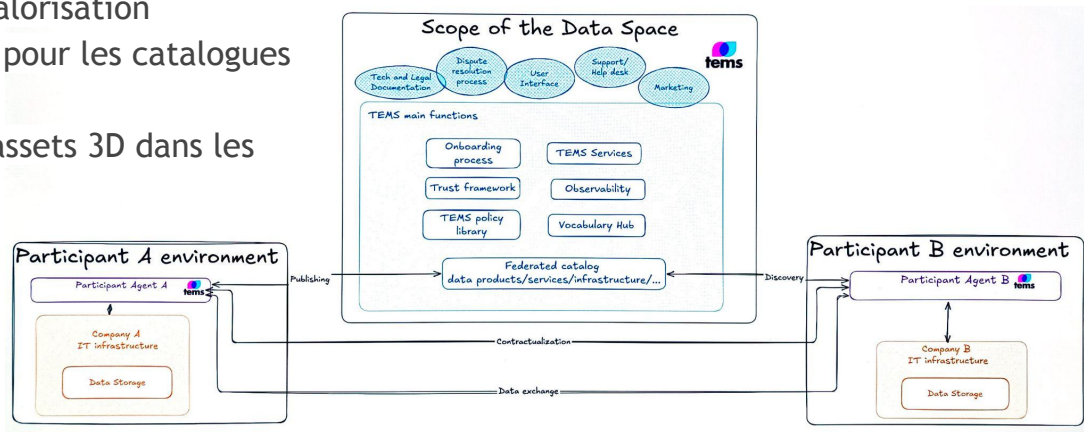 alorisation
pour les catalogues
assets 3D dans les
Scope of the Data Space
tems
Tech and Legal
Documentation
Dispute
resolution
process
User
Interface
Support/
Help desk
Marketing
TEMS main functions
Onboarding
process
TEMS Services
Trust framework
Observability
TEMS policy
library
Vocabulary Hub
Federated catalog
data products/services/infrastructure/...
Participant A environment
Participant Agent A
tems
Company A
IT infrastructure
Data Storage
Publishing
Discovery
Contractualization
Data exchange
Participant B environment
Participant Agent B
tems
Company B
IT infrastructure
Data Storage